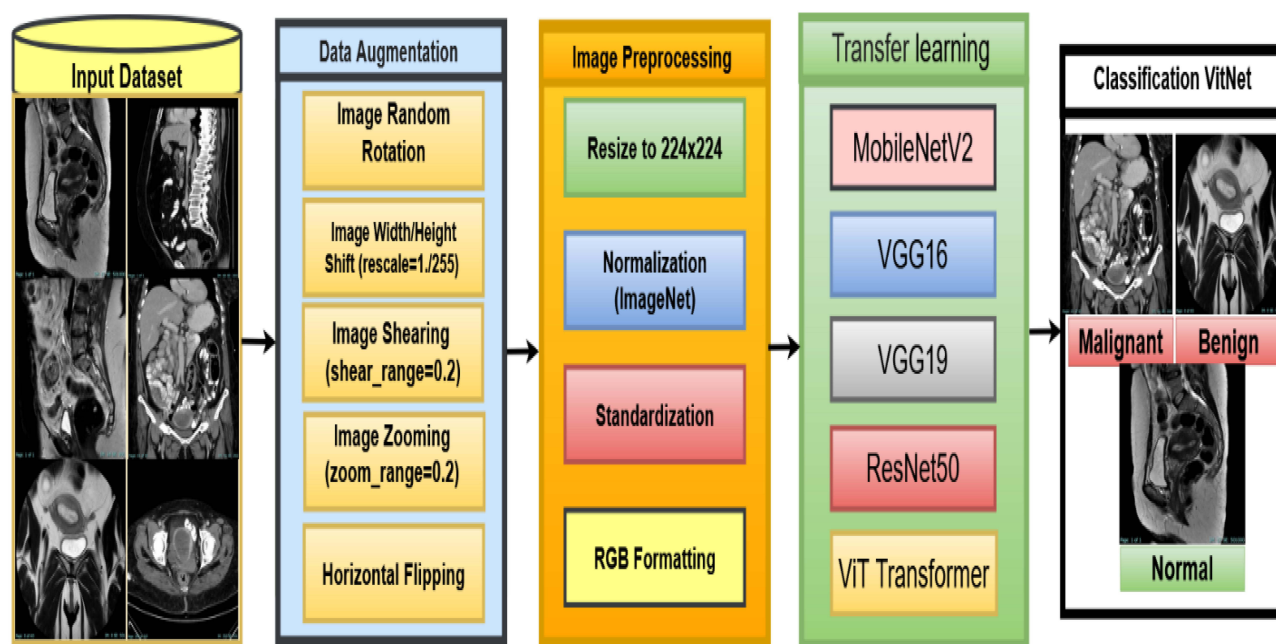 Input Dataset
Data Augmentation
Image Random
Rotation
Image Width/Height
Shift (rescale=1./255)
Image Shearing
(shear_range=0.2)
Image Zooming
(zoom_range=0.2)
Horizontal Flipping
Image Preprocessing
Resize to 224x224
Normalization
(ImageNet)
Standardization
RGB Formatting
Transfer learning
MobileNetV2
VGG16
VGG19
ResNet50
ViT Transformer
Classification VitNet
Malignant
Benign
Normal